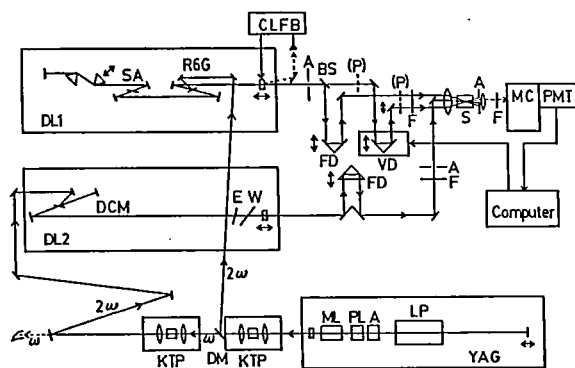 CLFB
R6G
SA
DL1
A
BS
(P)
(P)
F
A
S
F
MC
PMT
FD
VD
FD
A
F
Computer
DCM
E W
DL2
2ω
2ω
ω
KTP
ω
DM
KTP
ML
PL
A
LP
YAG